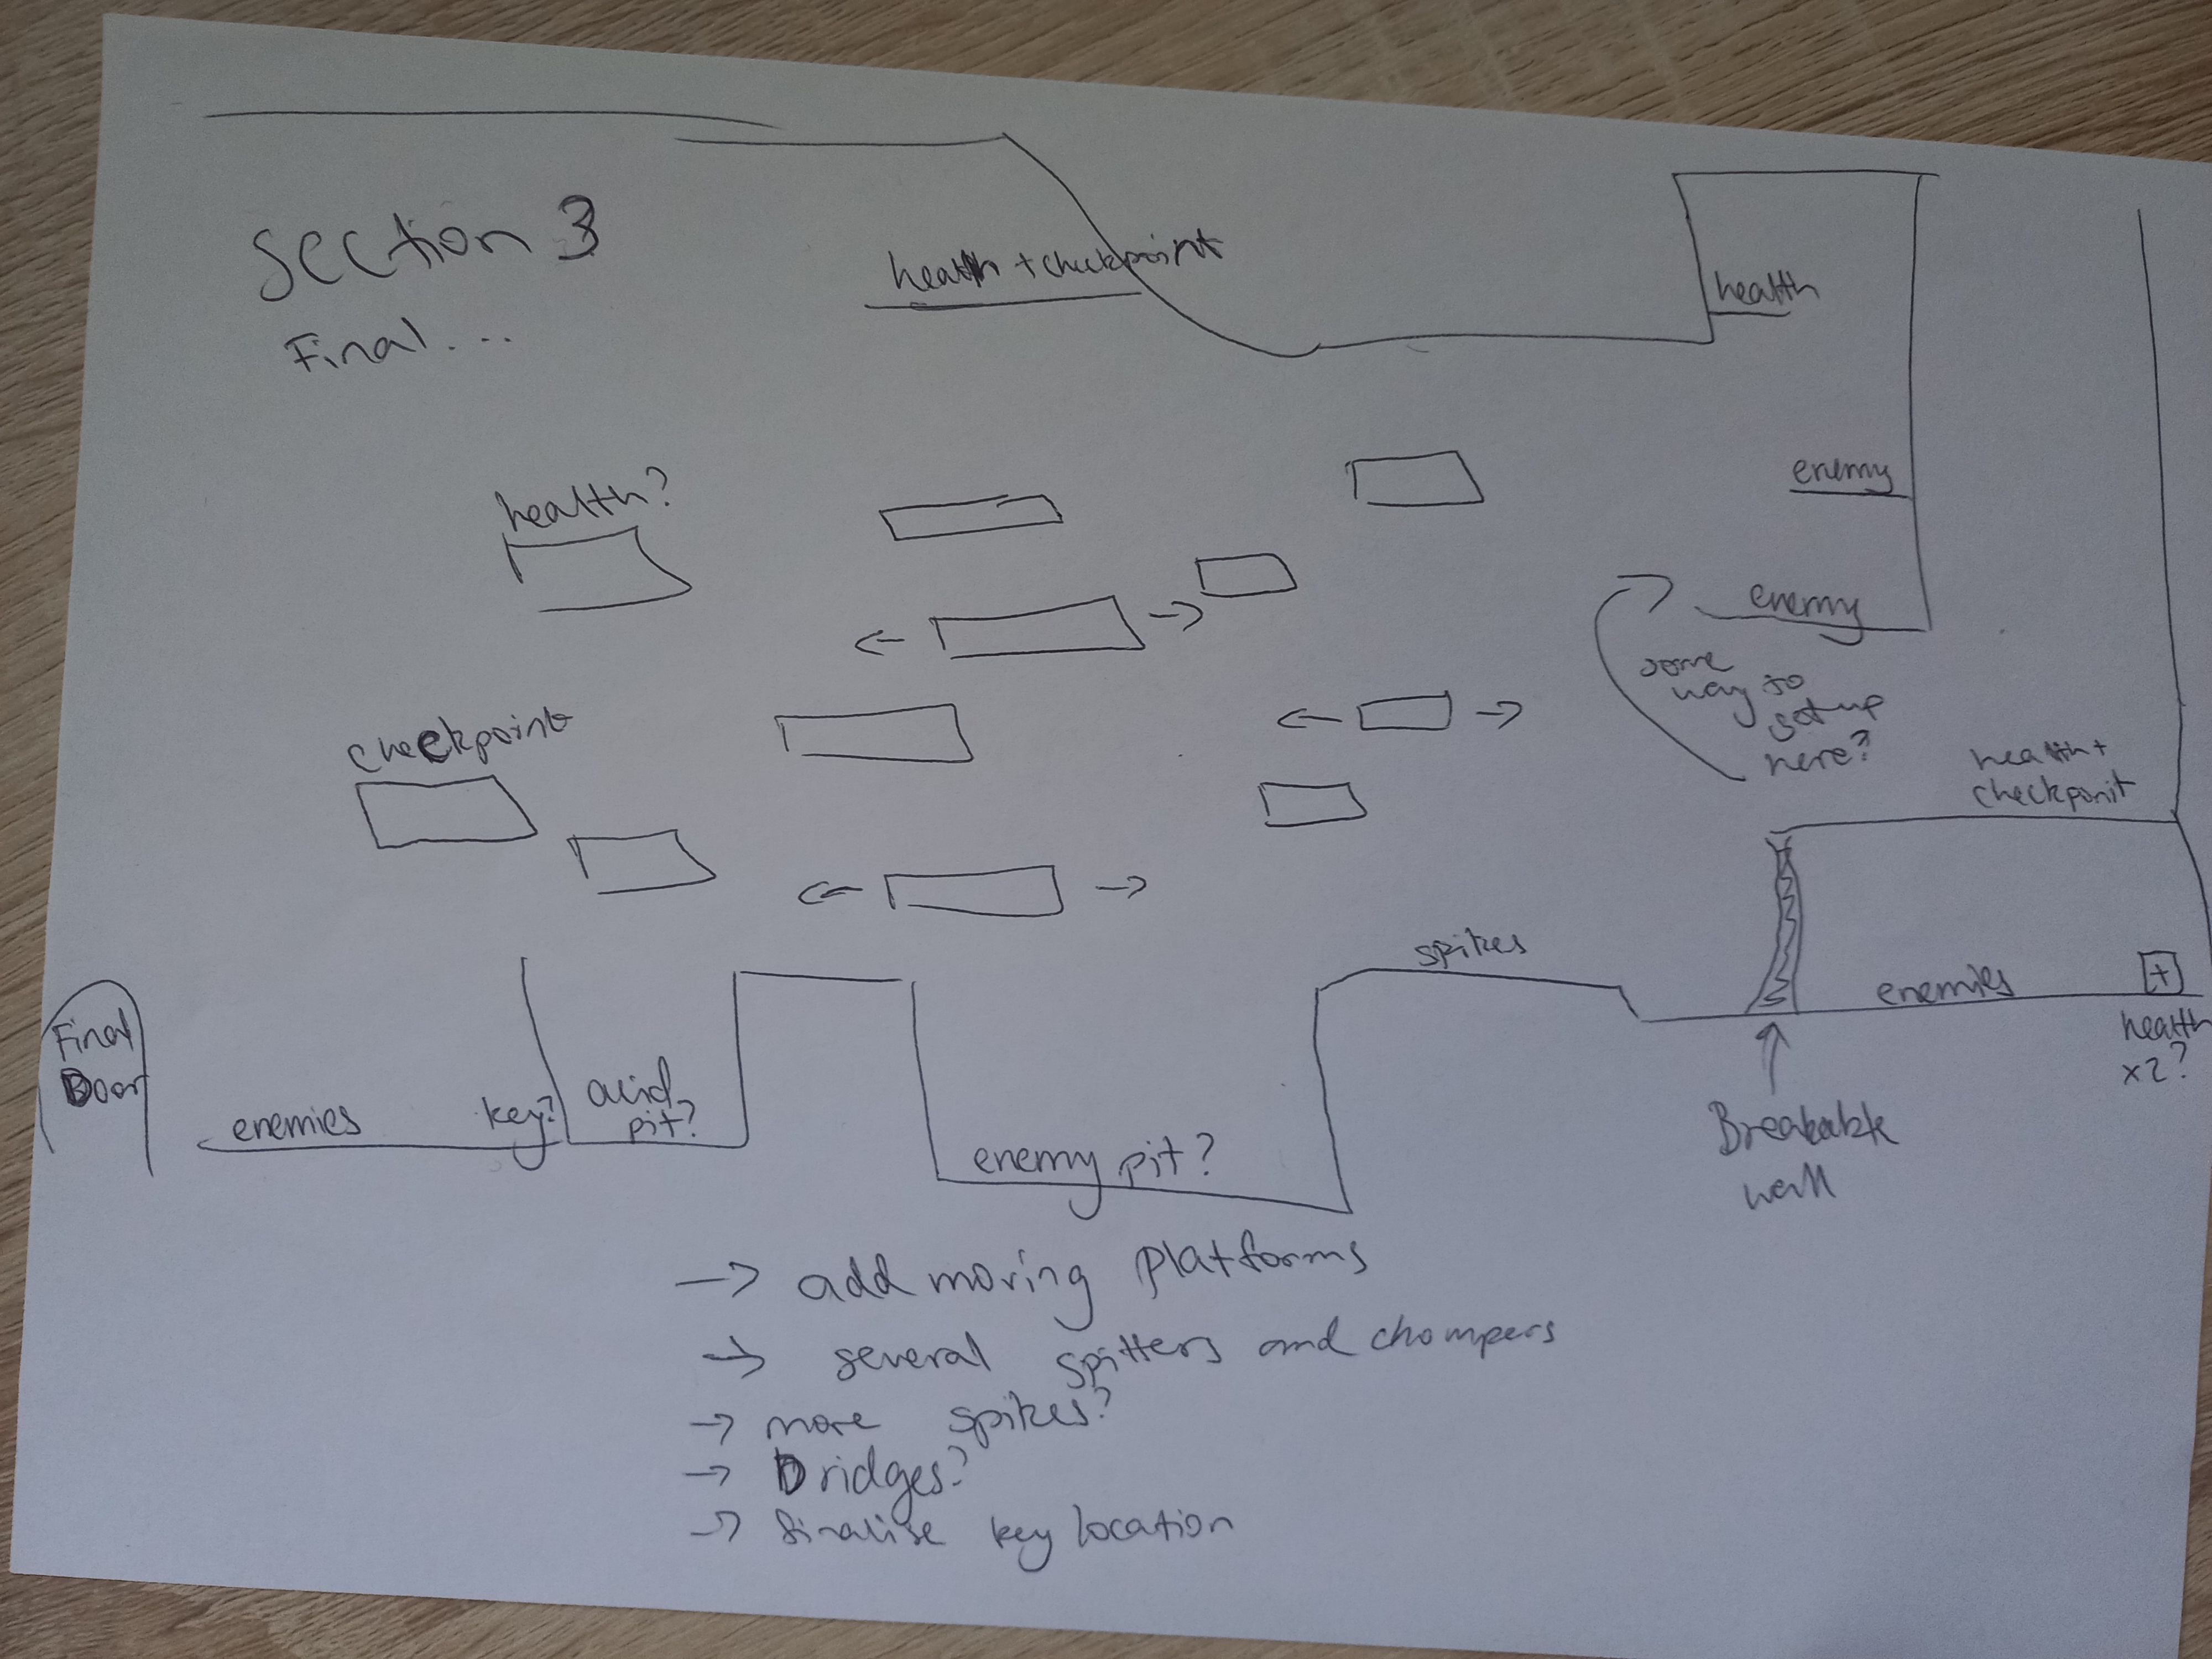 Section 3
Final...
health + checkpoint
health
health?
enemy
enemy
some
way to
get up
here?
checkpoint
health +
checkponit
spikes
enemies
+
health
x2?
Final
Door
enemies
key?
acid
pit?
enemy pit?
Breakable
wall
→ add moving platforms
→ several spitters and chompers
→ more spikes?
→ Bridges?
→ finalise key location